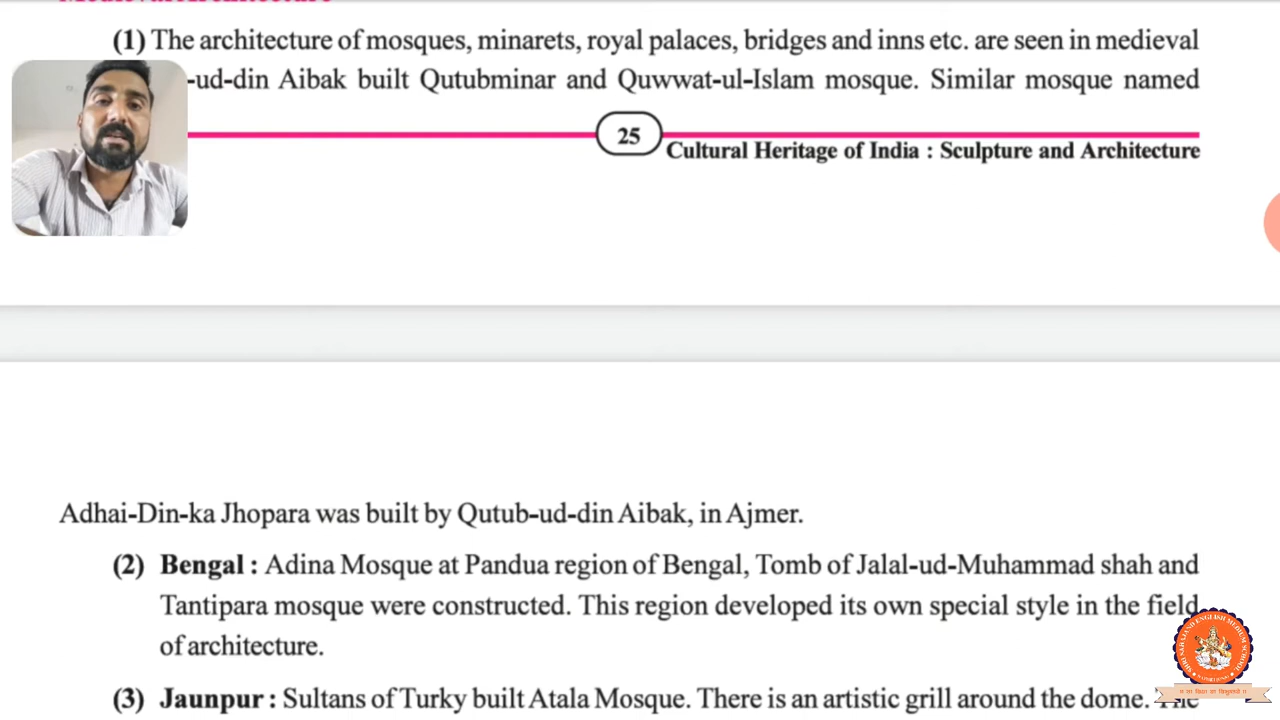 (1) The architecture of mosques, minarets, royal palaces, bridges and inns etc. are seen in medieval
-ud-din Aibak built Qutubminar and Quwwat-ul-Islam mosque. Similar mosque named
25
Cultural Heritage of India : Sculpture and Architecture
Adhai-Din-ka Jhopara was built by Qutub-ud-din Aibak, in Ajmer.
(2) Bengal : Adina Mosque at Pandua region of Bengal, Tomb of Jalal-ud-Muhammad shah and
Tantipara mosque were constructed. This region developed its own special style in the field
of architecture.
(3) Jaunpur : Sultans of Turky built Atala Mosque. There is an artistic grill around the dome.